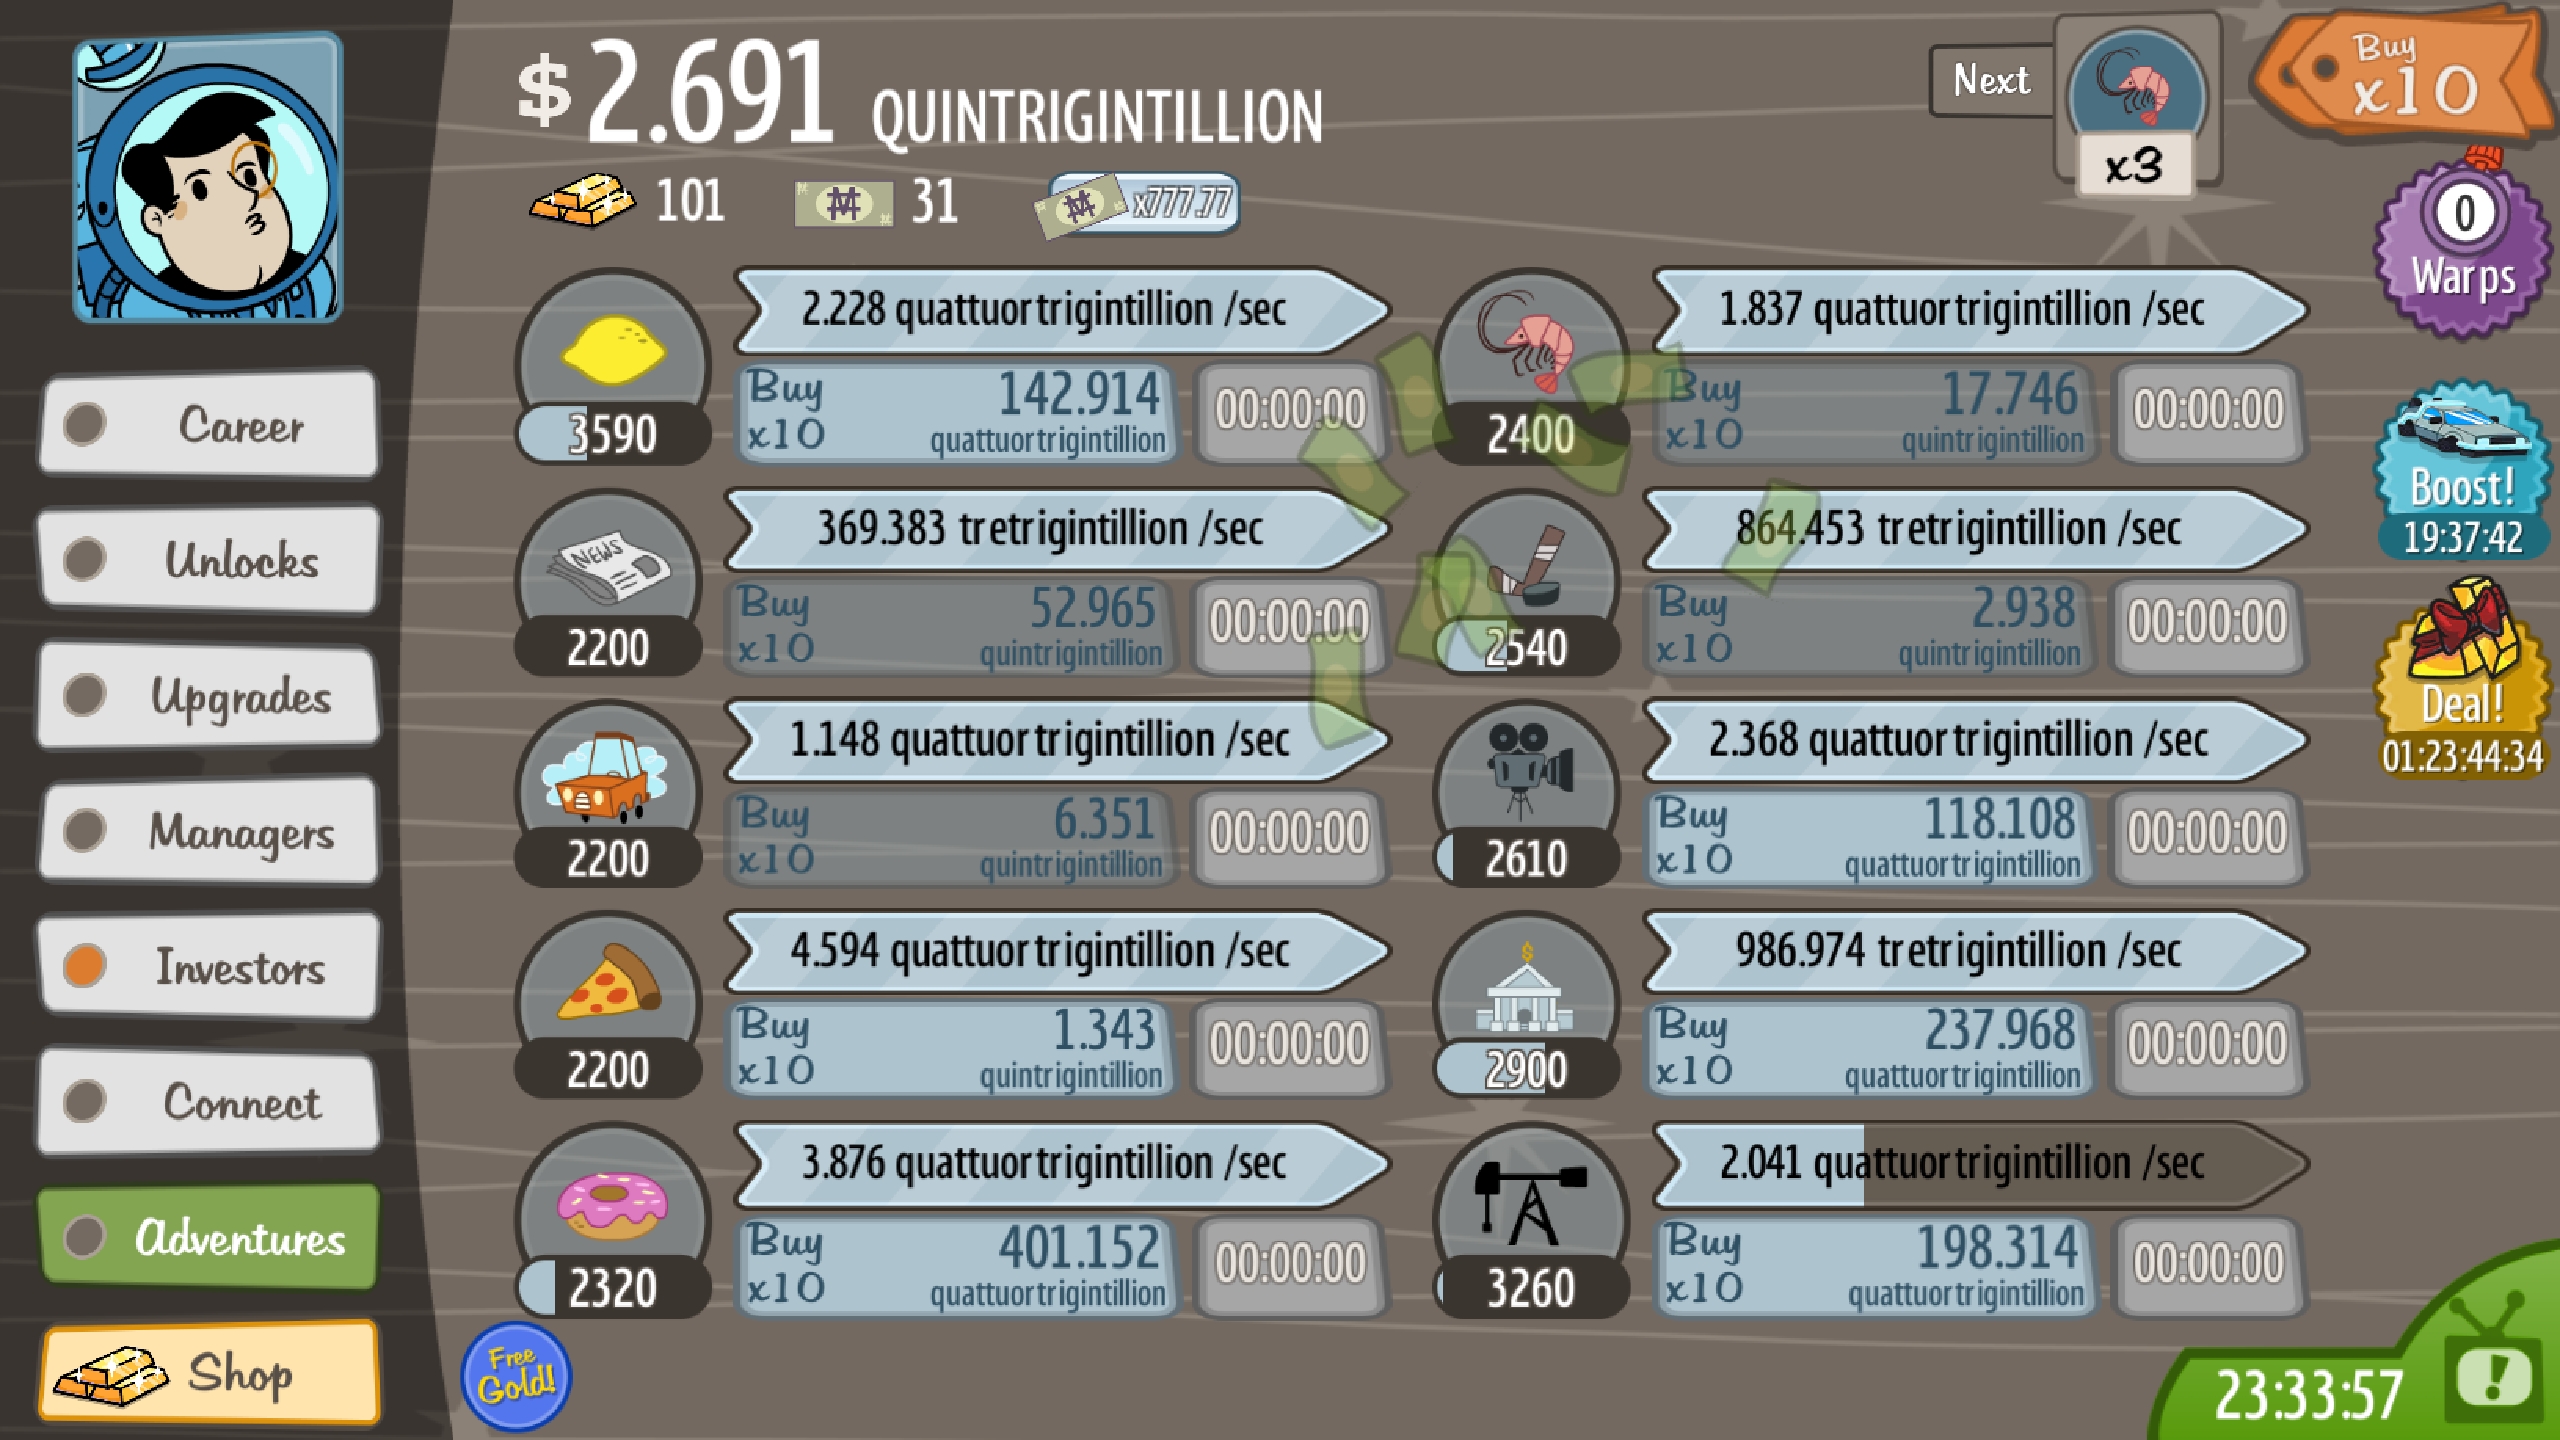 $2.691 QUINTRIGINTILLION
101 31 x777.77
Next
x3
Buy
x10
0
Warps
Boost!
19:37:42
Deal!
01:23:44:34
Career
Unlocks
Upgrades
Managers
Investors
Connect
Adventures
Shop
2.228 quattuortrigintillion /sec
Buy
x10
142.914
quattuortrigintillion
00:00:00
3590
1.837 quattuortrigintillion /sec
Buy
x10
17.746
quintrigintillion
00:00:00
2400
NEWS
369.383 tretrigintillion /sec
Buy
x10
52.965
quintrigintillion
00:00:00
2200
864.453 tretrigintillion /sec
Buy
x10
2.938
quintrigintillion
00:00:00
2540
1.148 quattuortrigintillion /sec
Buy
x10
6.351
quintrigintillion
00:00:00
2200
2.368 quattuortrigintillion /sec
Buy
x10
118.108
quattuortrigintillion
00:00:00
2610
4.594 quattuortrigintillion /sec
Buy
x10
1.343
quintrigintillion
00:00:00
2200
$
986.974 tretrigintillion /sec
Buy
x10
237.968
quattuortrigintillion
00:00:00
2900
3.876 quattuortrigintillion /sec
Buy
x10
401.152
quattuortrigintillion
00:00:00
2320
2.041 quattuortrigintillion /sec
Buy
x10
198.314
quattuortrigintillion
00:00:00
3260
Free
Gold!
23:33:57
!